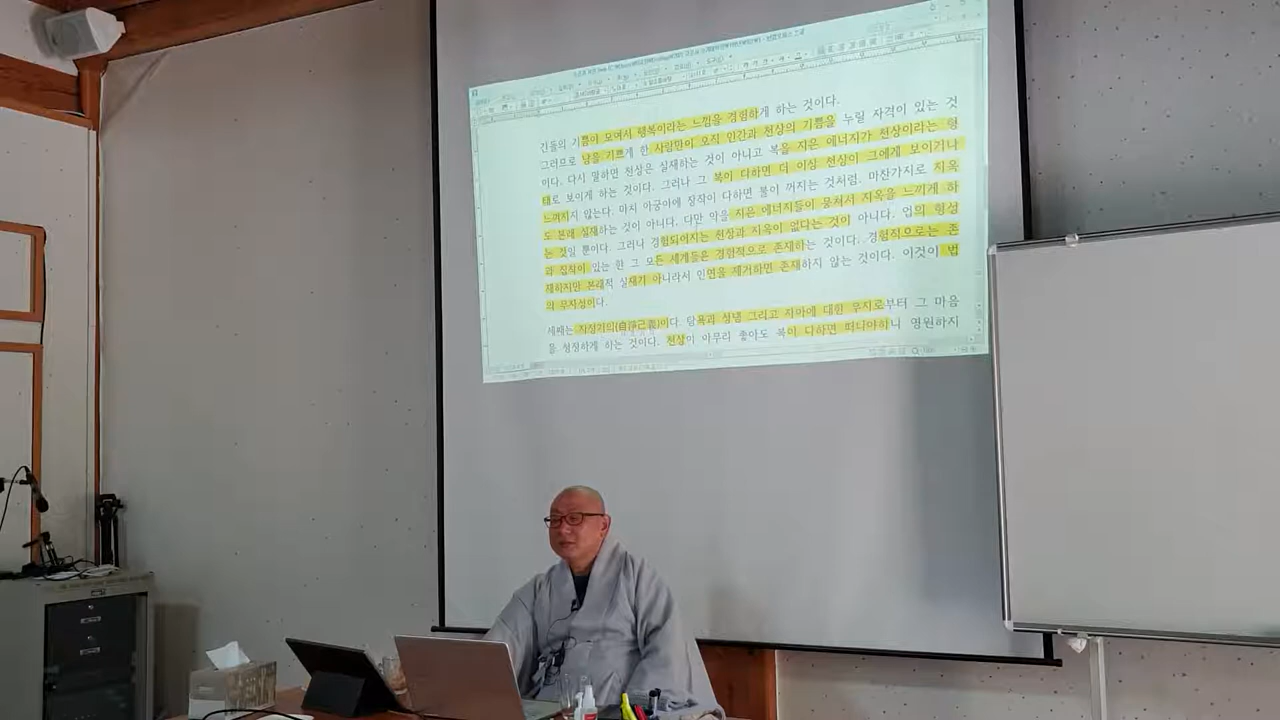 간들의 기쁨이 모여서 행복이라는 느낌을 경험하게 하는 것이다.
그러므로 남을 기쁘게 한 사람만이 오직 인간과 천상의 기쁨을 누릴 자격이 있는 것
이다. 다시 말하면 천상은 실재하는 것이 아니고 복을 지은 에너지가 천상이라는 형
태로 보이게 하는 것이다. 그러나 그 복이 다하면 더 이상 천상이 그에게 보이거나
느껴지지 않는다. 마치 아궁이에 장작이 다하면 불이 꺼지는 것처럼. 마찬가지로 지옥
도 본래 실재하는 것이 아니다. 다만 악을 지은 에너지들이 뭉쳐서 지옥을 느끼게 하
는 것일 뿐이다. 그러나 경험되어지는 천상과 지옥이 없다는 것이 아니다. 업의 형성
과 집착이 있는 한 그 모든 세계들은 경험적으로 존재하는 것이다. 경험적으로는 존
재하지만 본래적 실재가 아니라서 인연을 제거하면 존재하지 않는 것이다. 이것이 법
의 무자성이다.
세례는 자정기의(自淨己義)이다. 탐욕과 성냄 그리고 자아에 대한 무지로부터 그 마음
을 청정하게 하는 것이다. 천상이 아무리 좋아도 복이 다하면 떠나야하니 영원하지